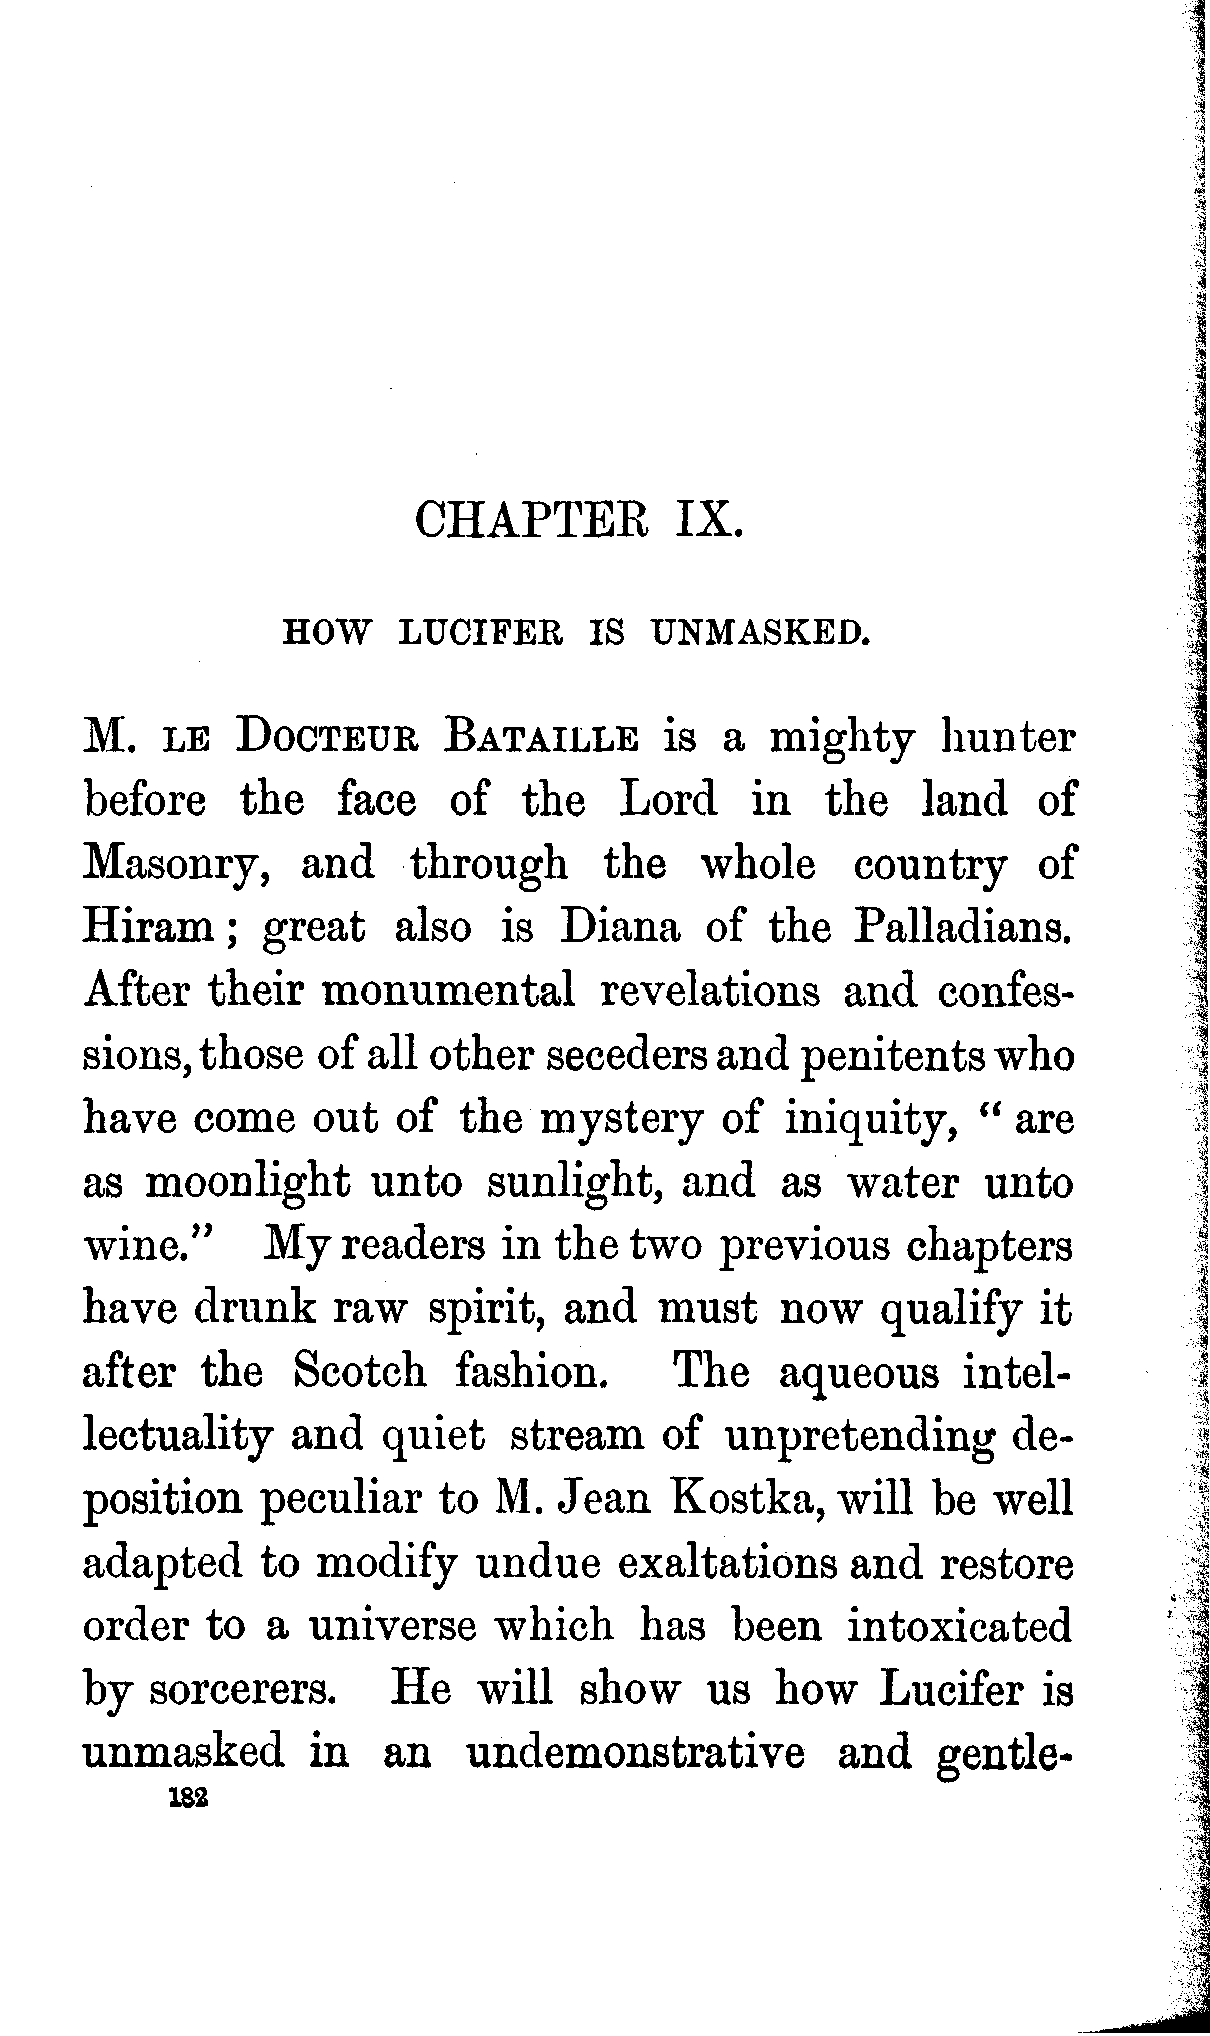 CHAPTER IX.
HOW LUCIFER IS UNMASKED.
M. LE DOCTEUR BATAILLE is a mighty hunter
before the face of the Lord in the land of
Masonry, and through the whole country of
Hiram ; great also is Diana of the Palladians.
After their monumental revelations and confes-
sions, those of all other seceders and penitents who
have come out of the mystery of iniquity, “ are
as moonlight unto sunlight, and as water unto
wine.” My readers in the two previous chapters
have drunk raw spirit, and must now qualify it
after the Scotch fashion. The aqueous intel-
lectuality and quiet stream of unpretending de-
position peculiar to M. Jean Kostka, will be well
adapted to modify undue exaltations and restore
order to a universe which has been intoxicated
by sorcerers. He will show us how Lucifer is
unmasked in an undemonstrative and gentle-
182